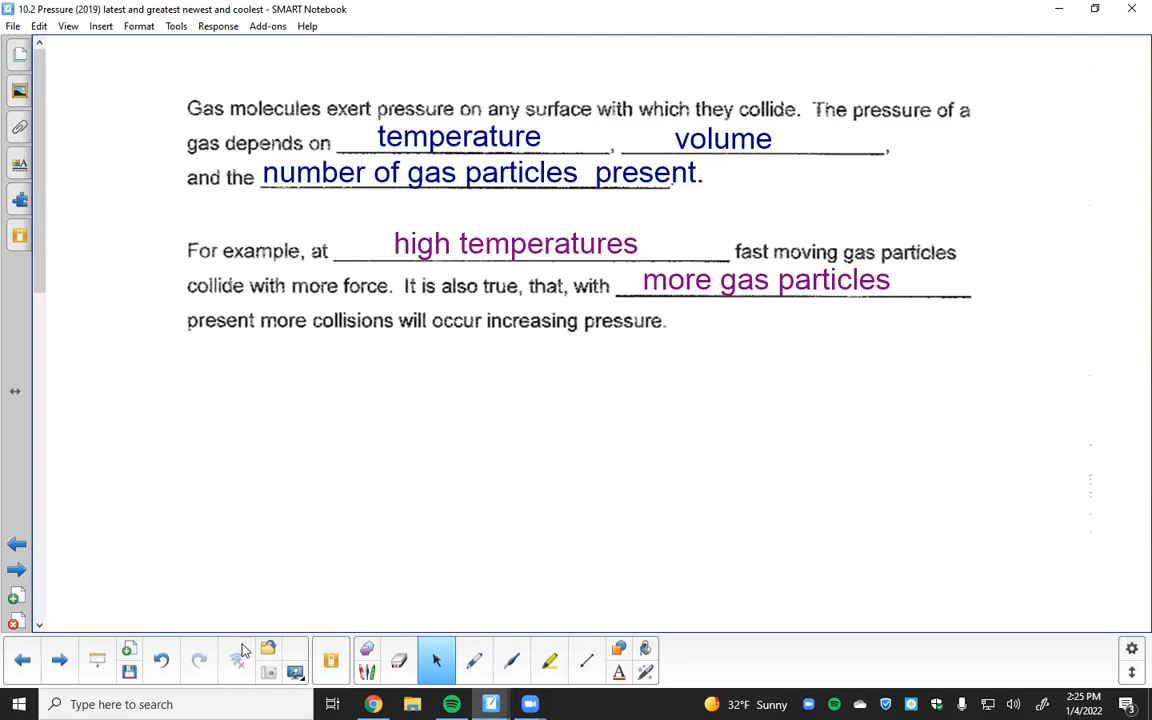 10.2 Pressure (2019) latest and greatest newest and coolest - SMART Notebook
File Edit View Insert Format Tools Response Add-ons Help
Gas molecules exert pressure on any surface with which they collide. The pressure of a
gas depends on temperature, volume,
and the number of gas particles present.
For example, at high temperatures fast moving gas particles
collide with more force. It is also true, that, with more gas particles
present more collisions will occur increasing pressure.
Type here to search
32°F Sunny
2:25 PM
1/4/2022
3